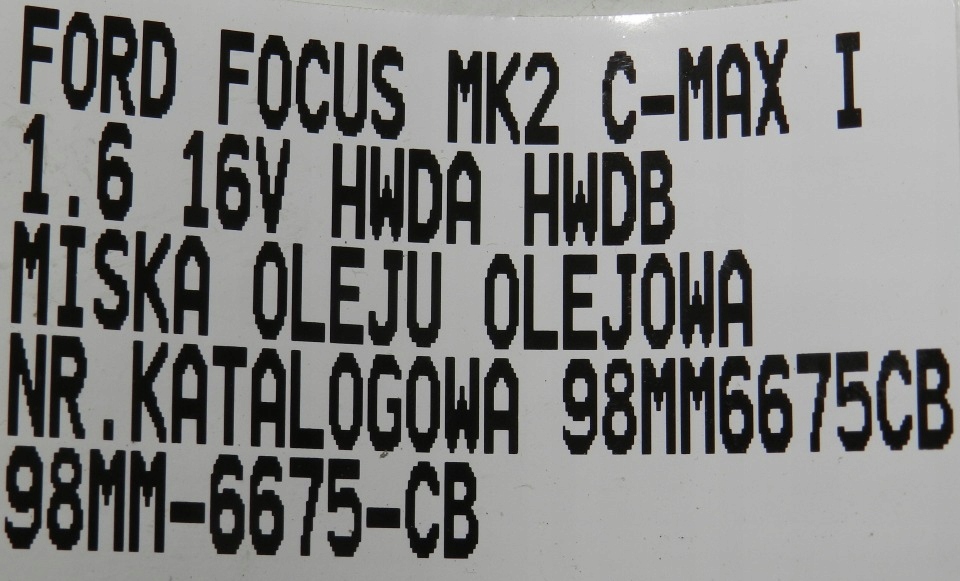 FORD FOCUS MK2 C-MAX I
1.6 16V HWDA HWDB
MISKA OLEJU OLEJOWA
NR.KATALOGOWA 98MM6675CB
98MM-6675-CB